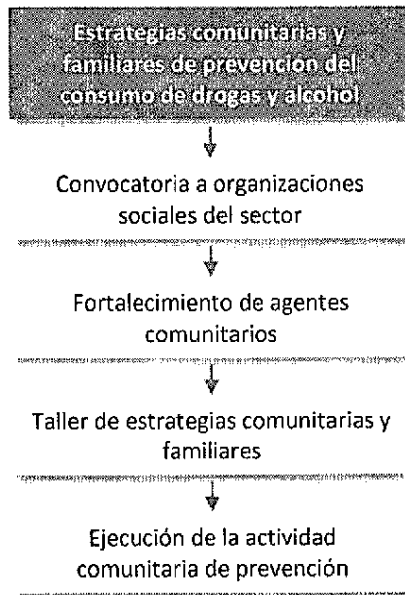 Estrategias comunitarias y
familiares de prevención del
consumo de drogas y alcohol
Convocatoria a organizaciones
sociales del sector
Fortalecimiento de agentes
comunitarios
Taller de estrategias comunitarias y
familiares
Ejecución de la actividad
comunitaria de prevención